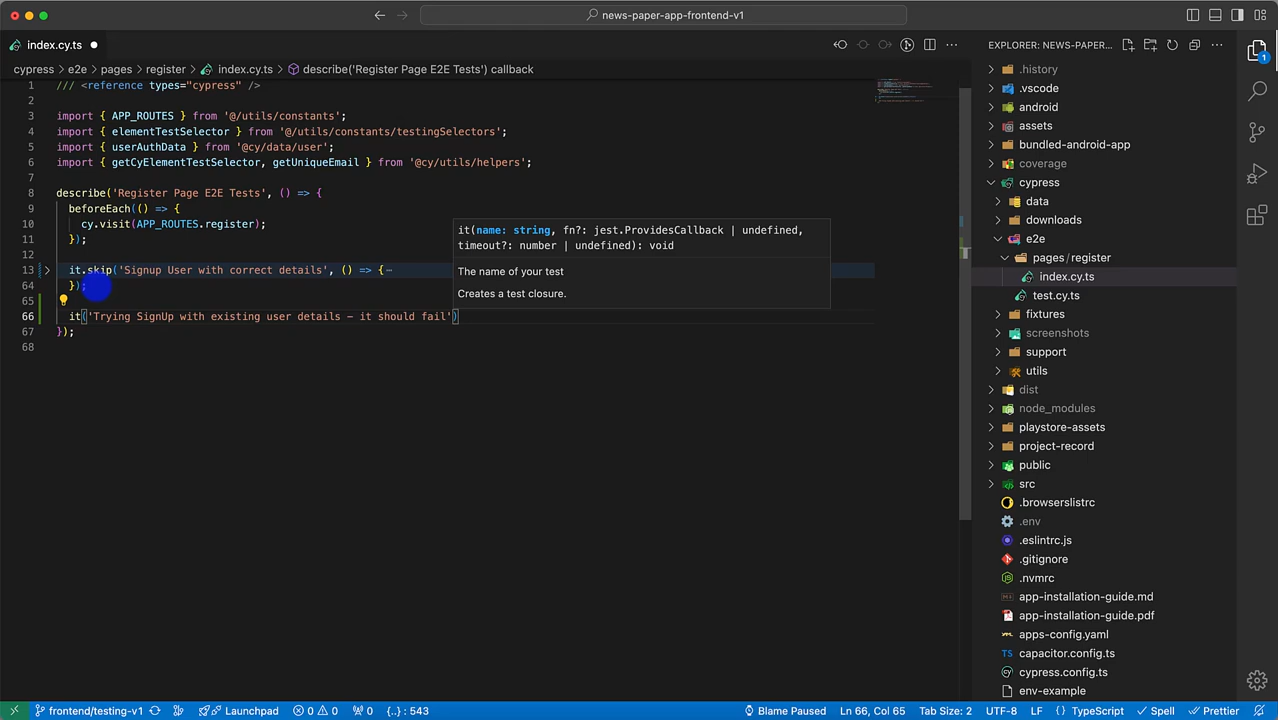 news-paper-app-frontend-v1
index.cy.ts
EXPLORER: NEWS-PAPER...
cypress > e2e > pages > register > index.cy.ts > describe('Register Page E2E Tests') callback
1 /// <reference types="cypress" />
2
3 import { APP_ROUTES } from '@/utils/constants';
4 import { elementTestSelector } from '@/utils/constants/testingSelectors';
5 import { userAuthData } from '@cy/data/user';
6 import { getCyElementTestSelector, getUniqueEmail } from '@cy/utils/helpers';
7
8 describe('Register Page E2E Tests', () => {
9 beforeEach(() => {
10 cy.visit(APP_ROUTES.register);
11 });
12
13 it.skip('Signup User with correct details', () => {⋯
64 });
65
66 it('Trying SignUp with existing user details – it should fail')
67 });
68
it(name: string, fn?: jest.ProvidesCallback | undefined,
timeout?: number | undefined): void
The name of your test
Creates a test closure.
.history
.vscode
android
assets
bundled-android-app
coverage
cypress
data
downloads
e2e
pages/register
index.cy.ts
test.cy.ts
fixtures
screenshots
support
utils
dist
node_modules
playstore-assets
project-record
public
src
.browserslistrc
.env
.eslintrc.js
.gitignore
.nvmrc
app-installation-guide.md
app-installation-guide.pdf
apps-config.yaml
capacitor.config.ts
cypress.config.ts
env-example
1
frontend/testing-v1 Launchpad 0 0 0 {..} : 543 Blame Paused Ln 66, Col 65 Tab Size: 2 UTF-8 LF {} TypeScript Spell Prettier